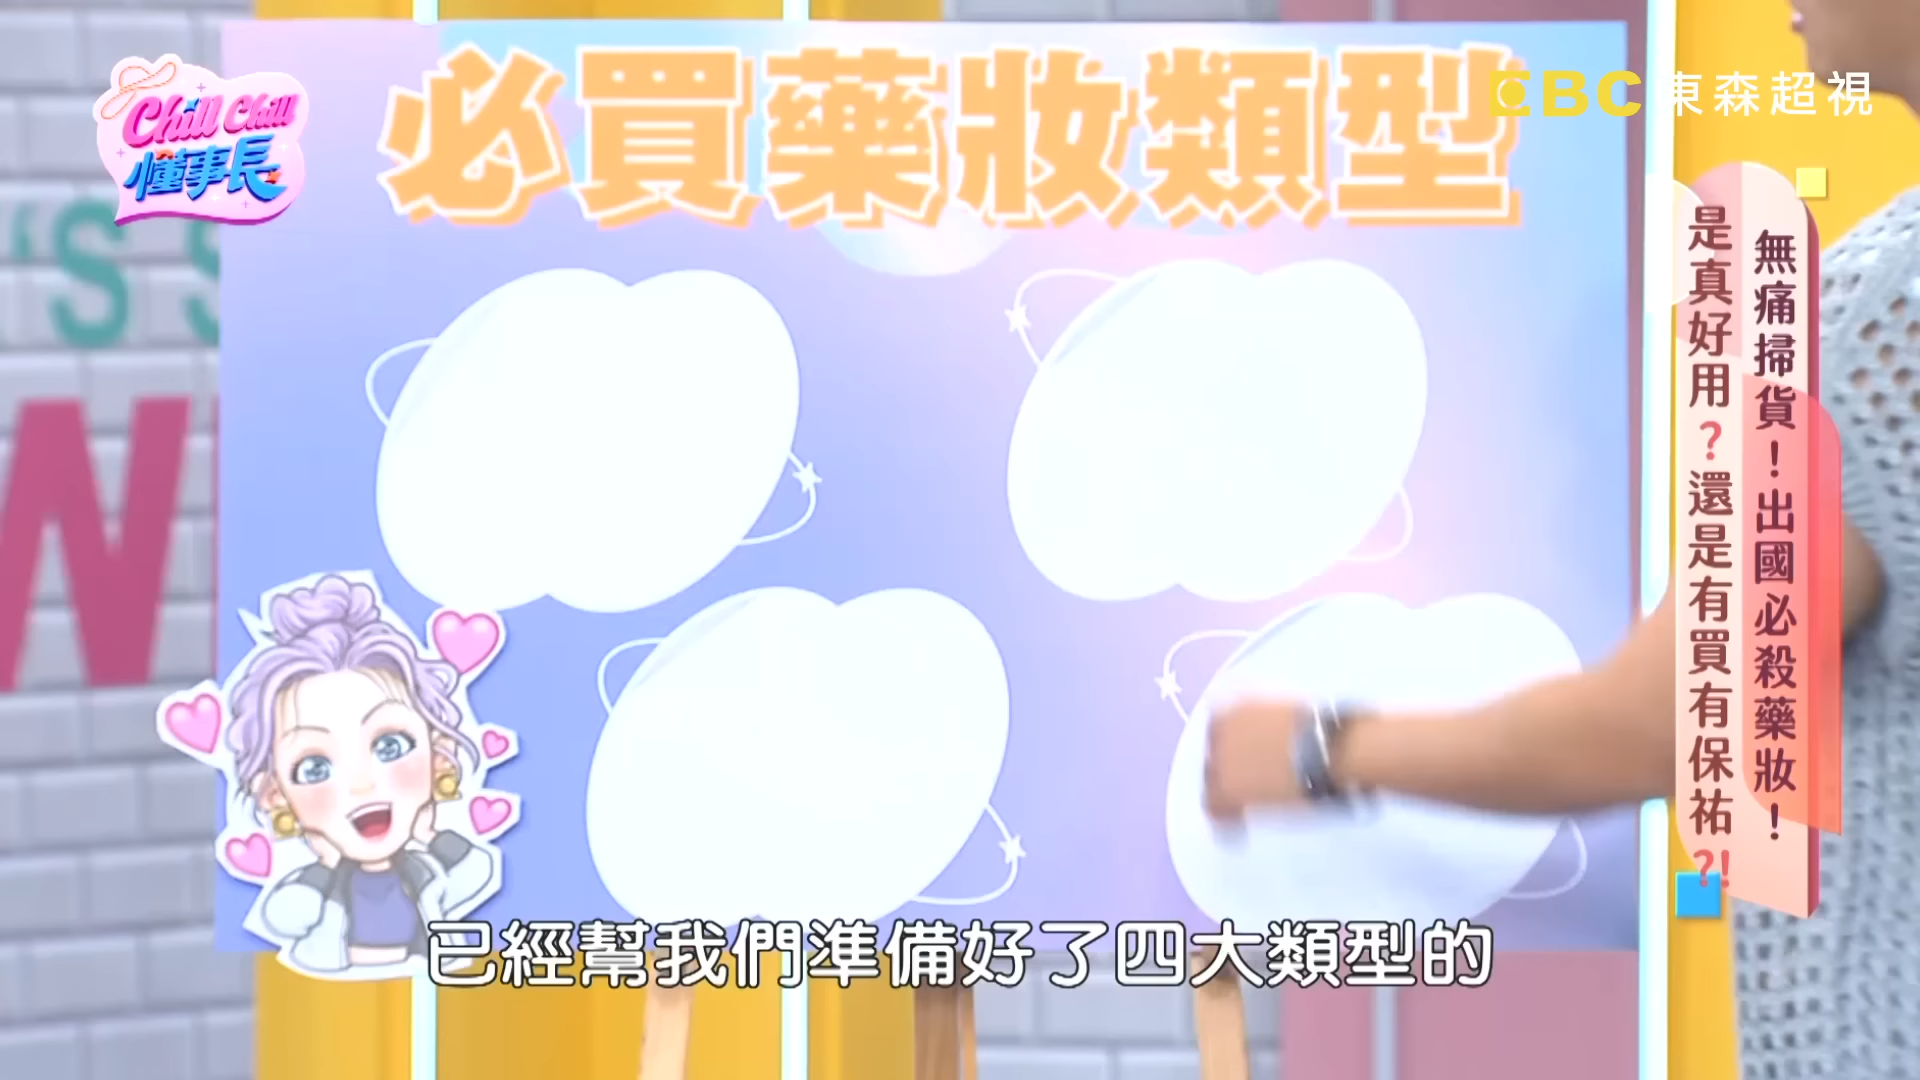 Chill Chill
懂事長
必買藥妝類型
EBC 東森超視
無痛掃貨！出國必殺藥妝！
是真好用？還是有買有保祐？！
'S S
W
已經幫我們準備好了四大類型的